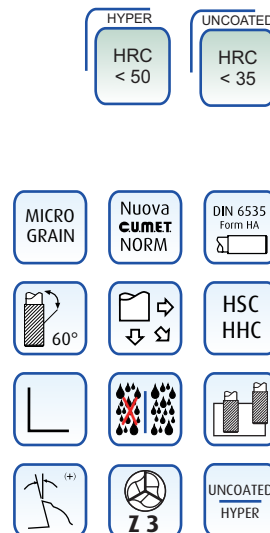 HYPER
UNCOATED
HRC
< 50
HRC
< 35
MICRO
GRAIN
Nuova
C.U.M.E.T.
NORM
DIN 6535
Form HA
60°
HSC
HHC
(+)
Z 3
UNCOATED
HYPER